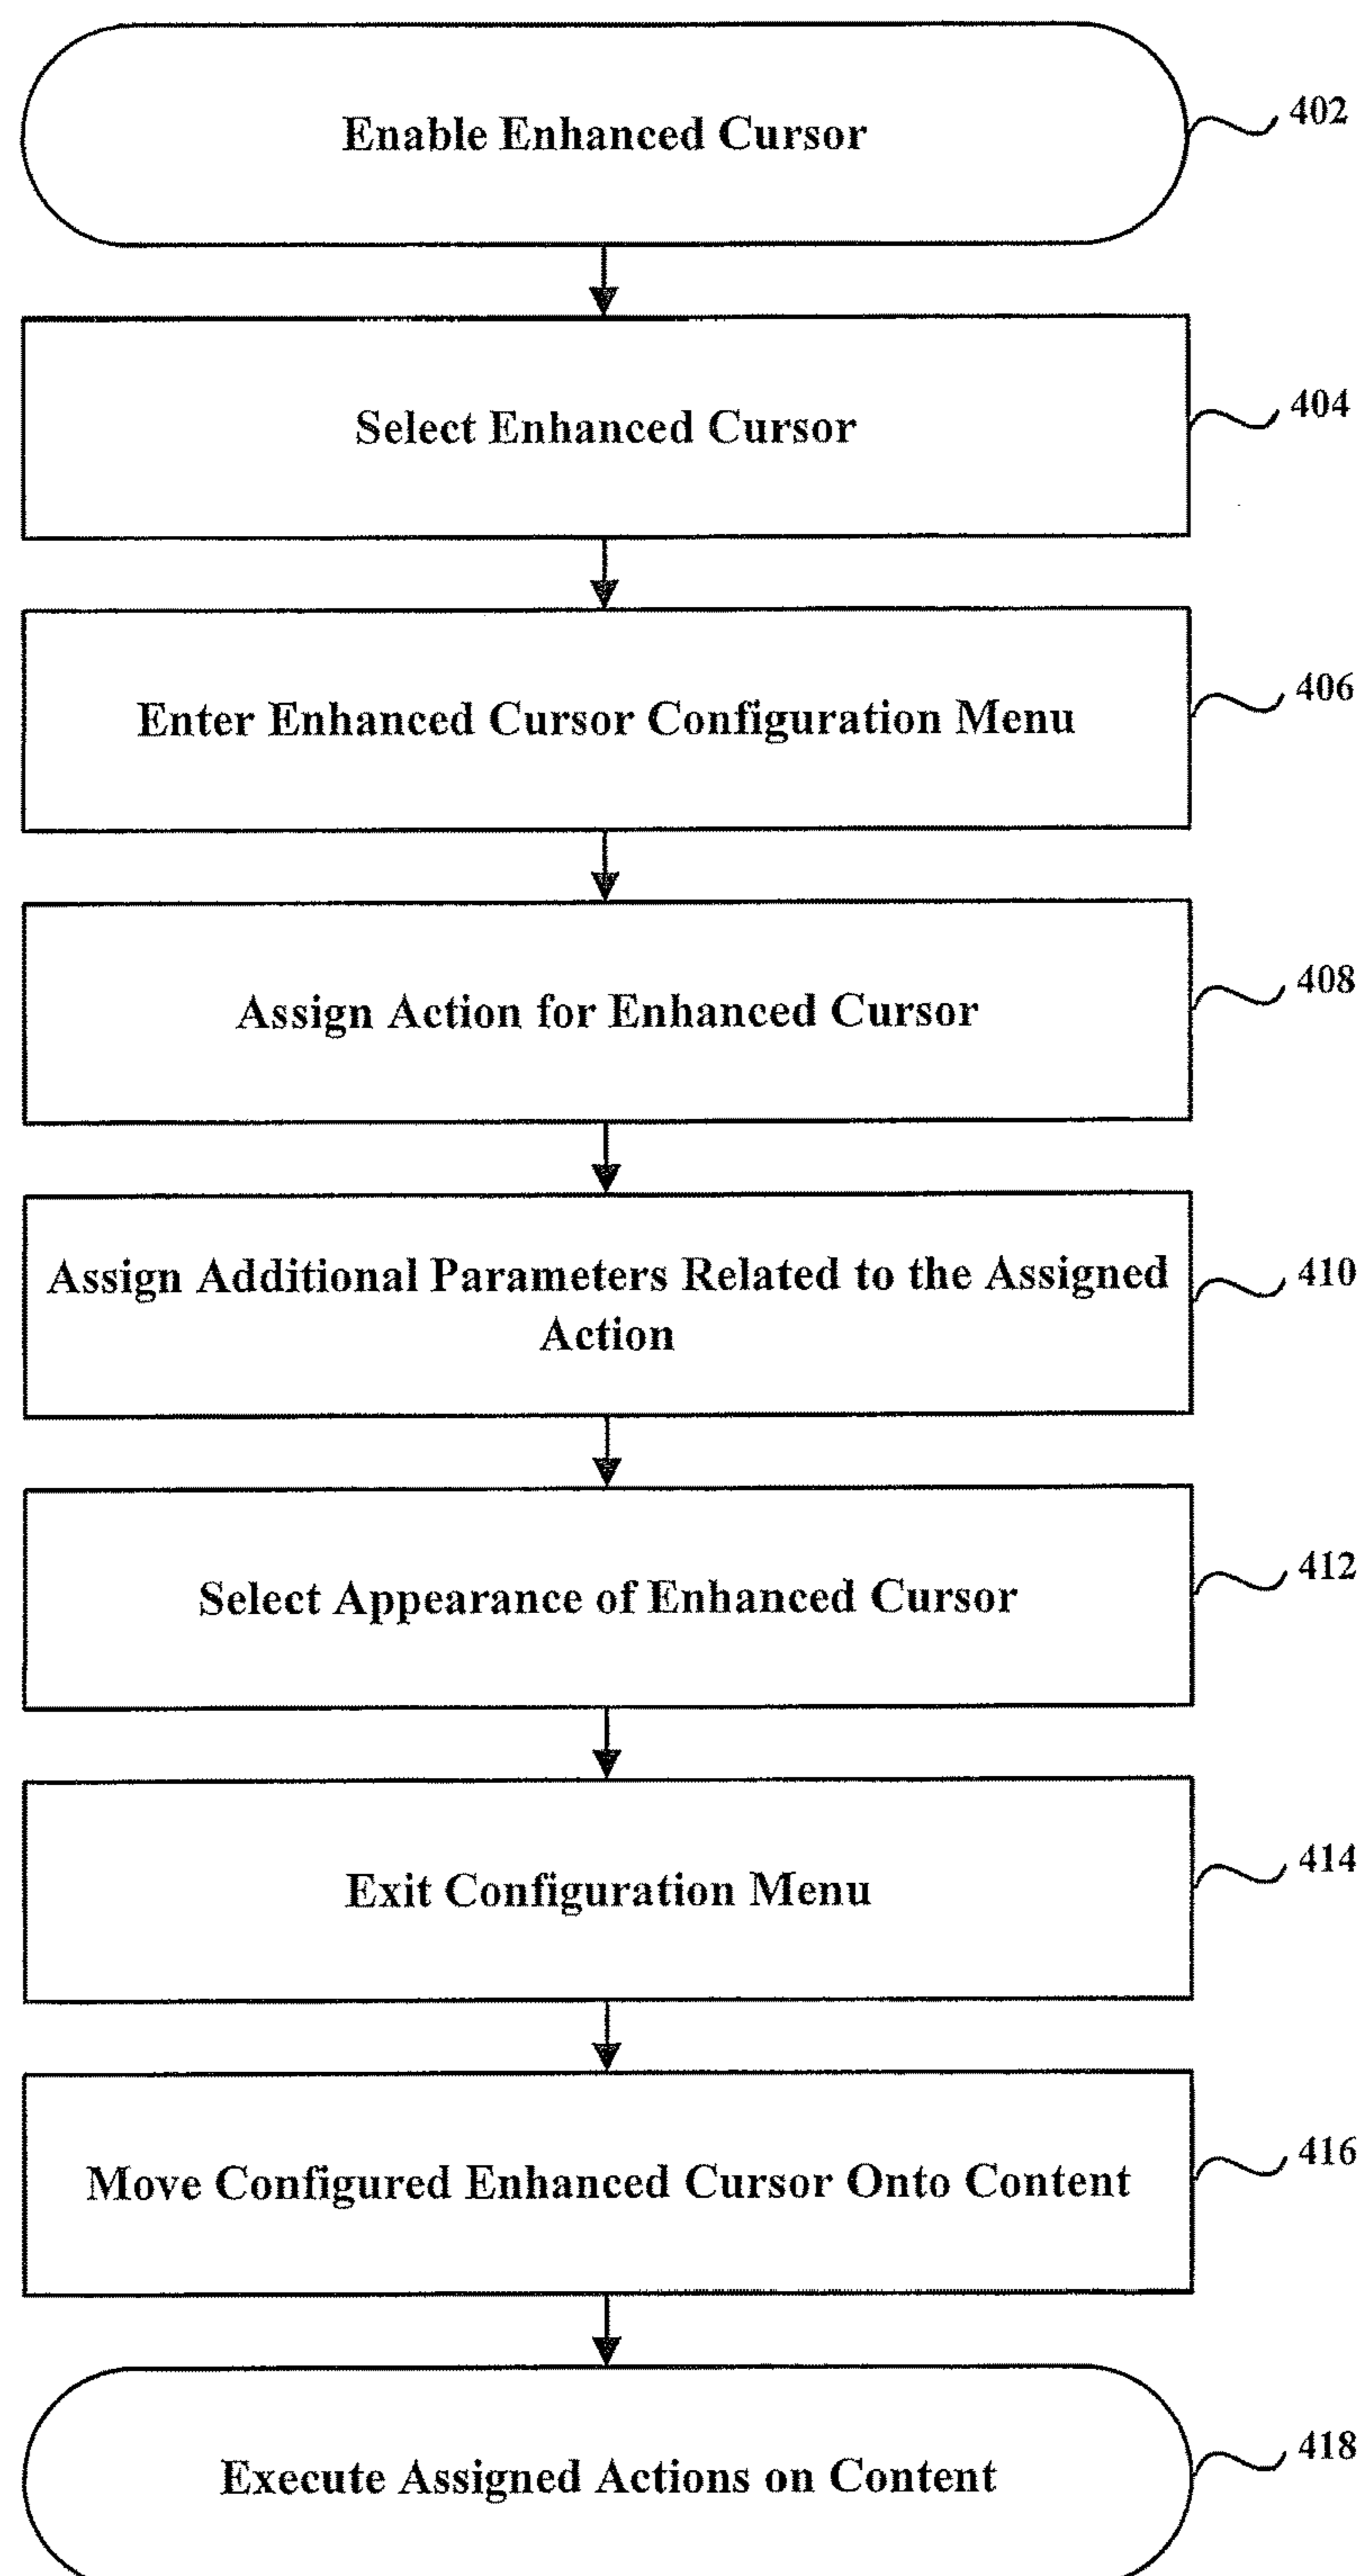 Enable Enhanced Cursor
402
Select Enhanced Cursor
404
Enter Enhanced Cursor Configuration Menu
406
Assign Action for Enhanced Cursor
408
Assign Additional Parameters Related to the Assigned
Action
410
Select Appearance of Enhanced Cursor
412
Exit Configuration Menu
414
Move Configured Enhanced Cursor Onto Content
416
Execute Assigned Actions on Content
418